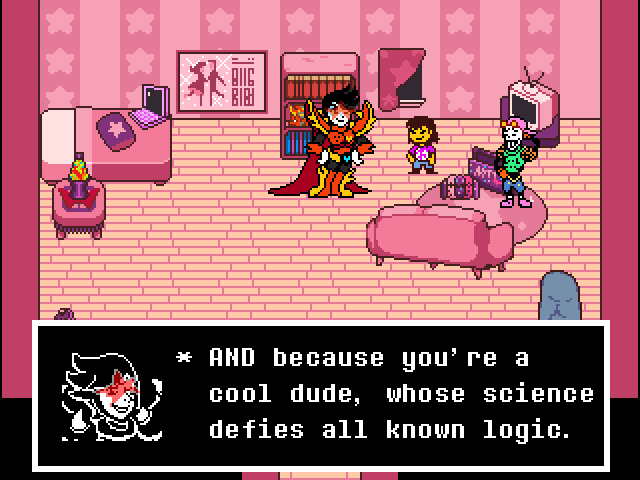 * AND because you're a
cool dude, whose science
defies all known logic.